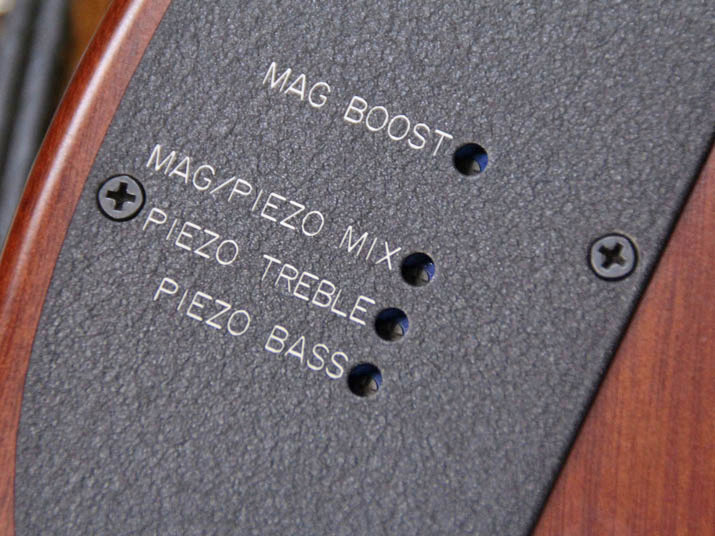 MAG BOOST
MAG/PIEZO MIX
PIEZO TREBLE
PIEZO BASS